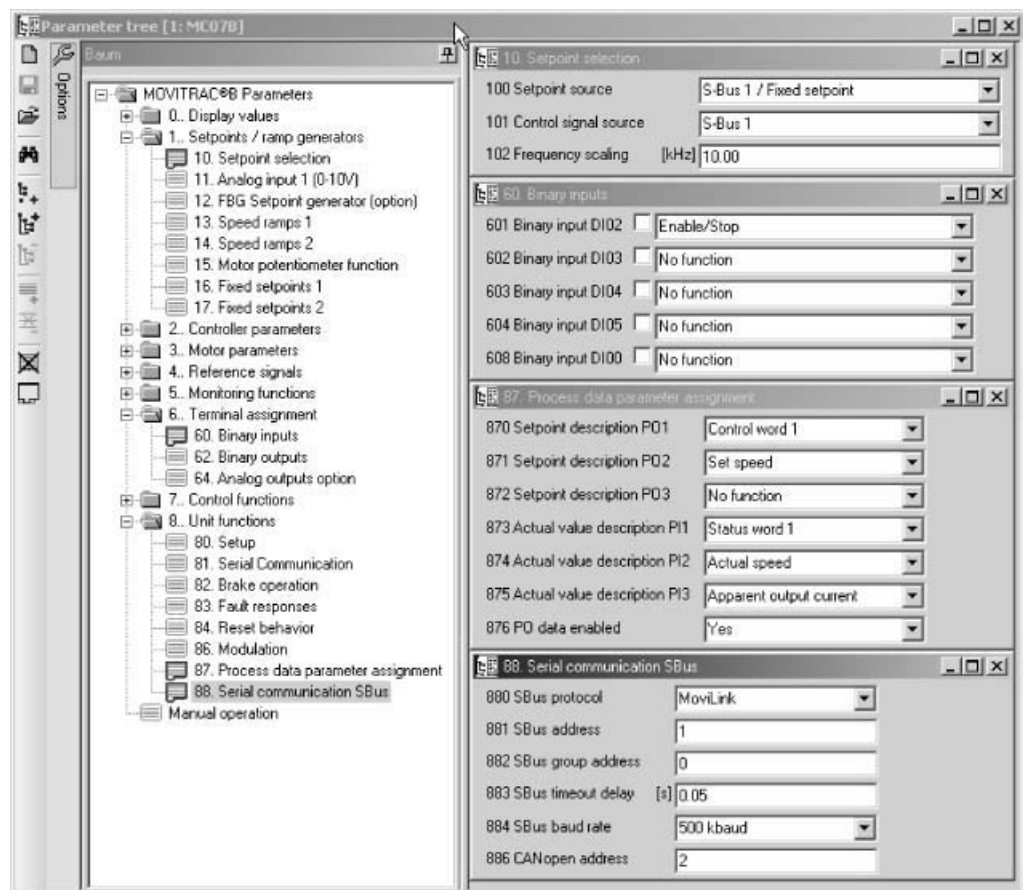 Parameter tree [1: MC07B]
Options
Baum
MOVITRAC®B Parameters
0.. Display values
1.. Setpoints / ramp generators
10. Setpoint selection
11. Analog input 1 (0-10V)
12. FBG Setpoint generator (option)
13. Speed ramps 1
14. Speed ramps 2
15. Motor potentiometer function
16. Fixed setpoints 1
17. Fixed setpoints 2
2.. Controller parameters
3.. Motor parameters
4.. Reference signals
5.. Monitoring functions
6.. Terminal assignment
60. Binary inputs
62. Binary outputs
64. Analog outputs option
7.. Control functions
8.. Unit functions
80. Setup
81. Serial Communication
82. Brake operation
83. Fault responses
84. Reset behavior
86. Modulation
87. Process data parameter assignment
88. Serial communication SBus
Manual operation
10. Setpoint selection
100 Setpoint source S-Bus 1 / Fixed setpoint
101 Control signal source S-Bus 1
102 Frequency scaling [kHz] 10.00
60. Binary inputs
601 Binary input DI02 Enable/Stop
602 Binary input DI03 No function
603 Binary input DI04 No function
604 Binary input DI05 No function
608 Binary input DI00 No function
87. Process data parameter assignment
870 Setpoint description PO1 Control word 1
871 Setpoint description PO2 Set speed
872 Setpoint description PO3 No function
873 Actual value description PI1 Status word 1
874 Actual value description PI2 Actual speed
875 Actual value description PI3 Apparent output current
876 PO data enabled Yes
88. Serial communication SBus
880 SBus protocol MoviLink
881 SBus address 1
882 SBus group address 0
883 SBus timeout delay [s] 0.05
884 SBus baud rate 500 kbaud
886 CANopen address 2